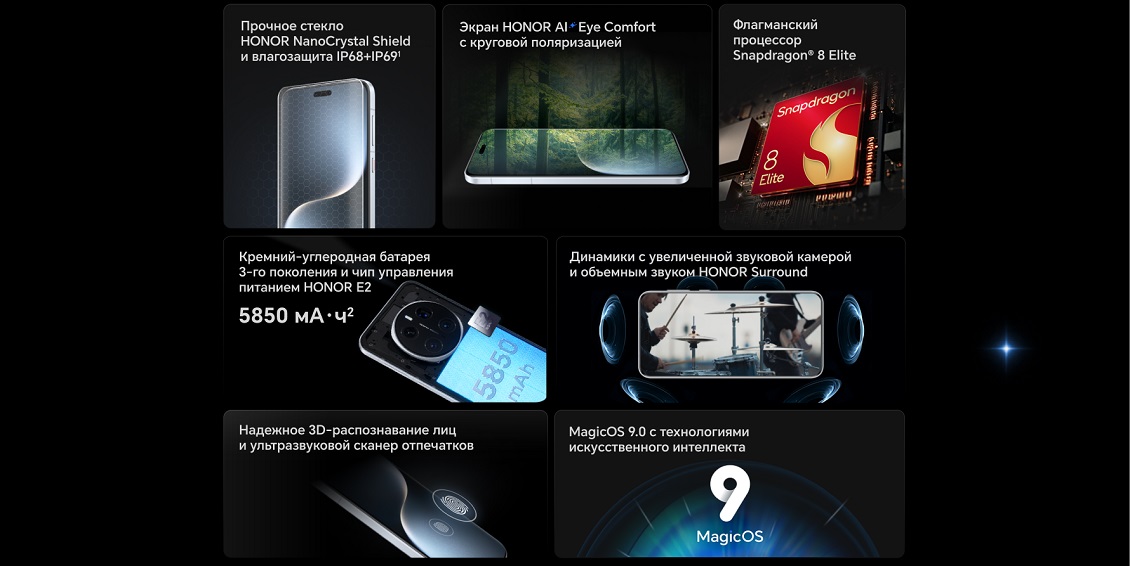 Прочное стекло
HONOR NanoCrystal Shield
и влагозащита IP68+IP69¹
Экран HONOR AI Eye Comfort
с круговой поляризацией
Флагманский
процессор
Snapdragon® 8 Elite
Snapdragon
8
Elite
Кремний-углеродная батарея
3-го поколения и чип управления
питанием HONOR E2
5850 мА·ч²
5850
mAh
Динамики с увеличенной звуковой камерой
и объемным звуком HONOR Surround
Надежное 3D-распознавание лиц
и ультразвуковой сканер отпечатков
MagicOS 9.0 с технологиями
искусственного интеллекта
9
MagicOS